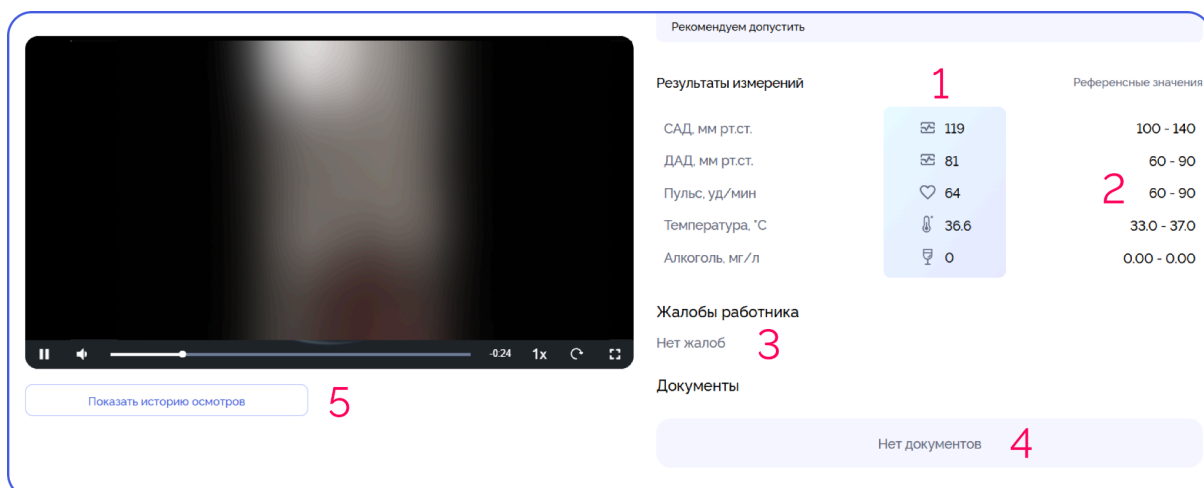 Рекомендуем допустить
Результаты измерений 1 Референсные значения
САД, мм рт.ст. 119 100 - 140
ДАД, мм рт.ст. 81 60 - 90
Пульс, уд/мин 64 2 60 - 90
Температура, °C 36.6 33.0 - 37.0
Алкоголь, мг/л 0 0.00 - 0.00
Жалобы работника
Нет жалоб 3
-0:24 1x
Документы
Показать историю осмотров 5
Нет документов 4